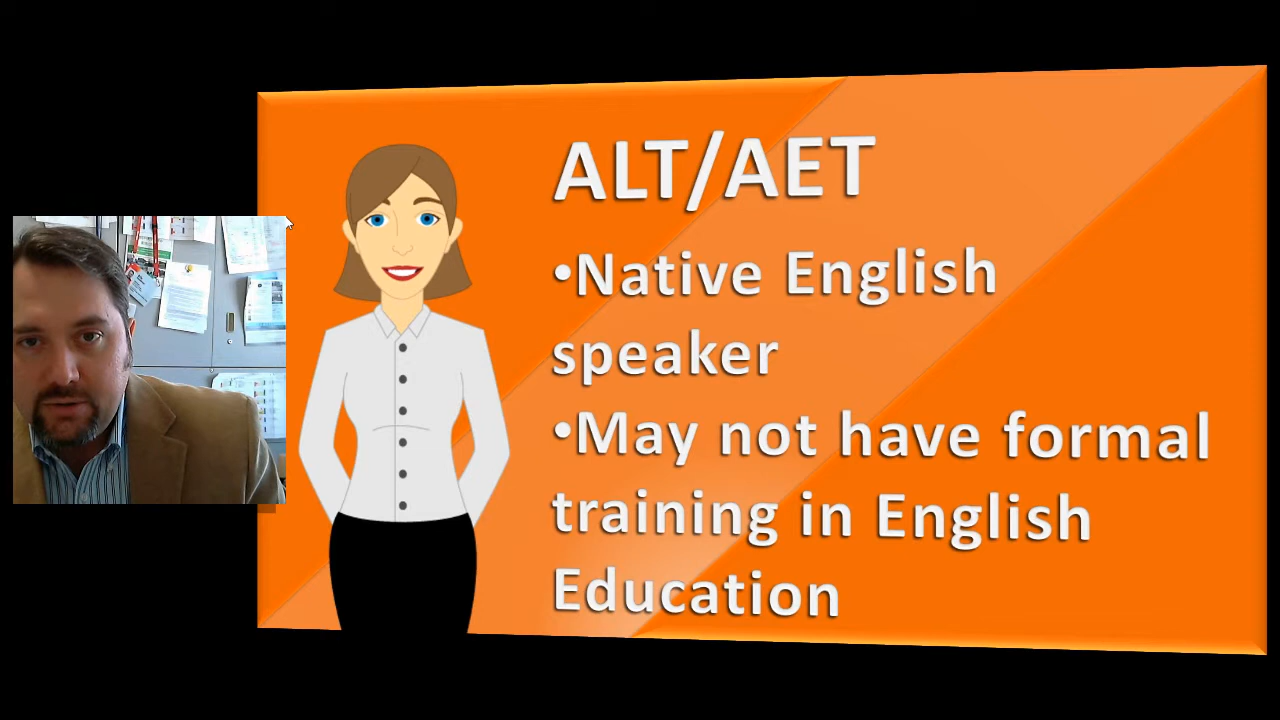 ALT/AET
•Native English
speaker
•May not have formal
training in English
Education